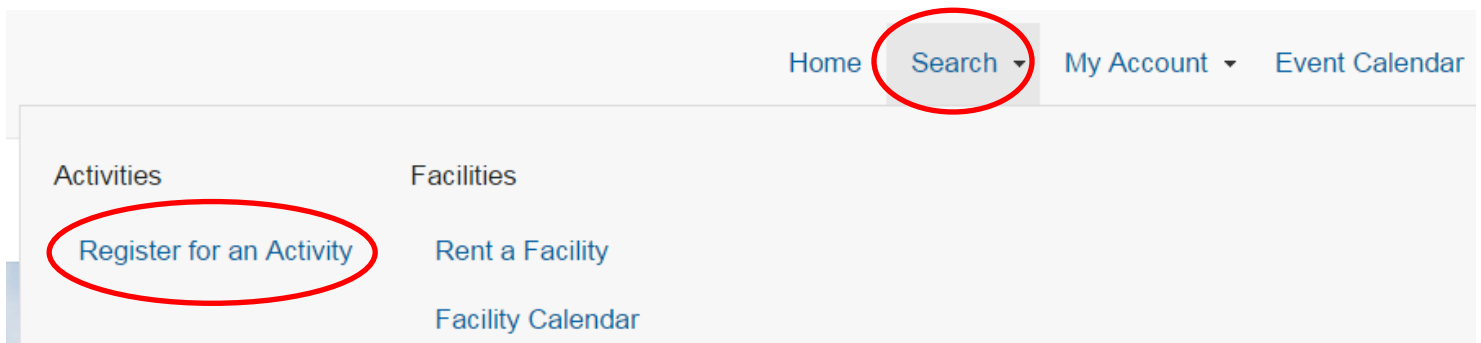 Home Search My Account Event Calendar
Activities Facilities
Register for an Activity Rent a Facility
Facility Calendar